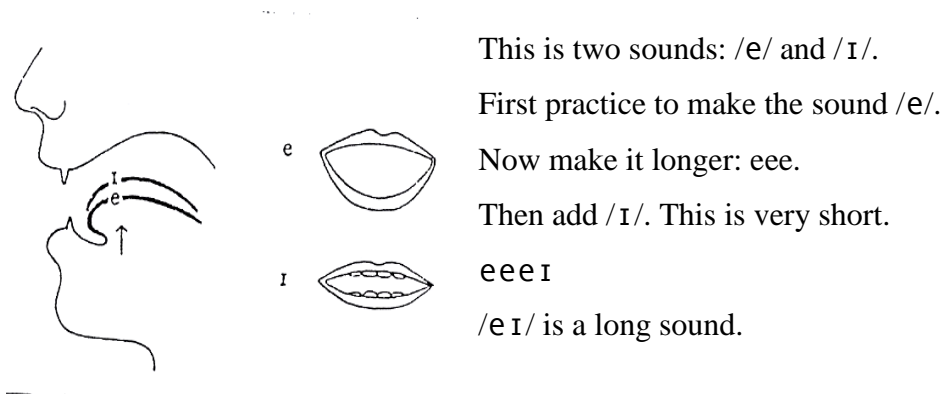 This is two sounds: /e/ and /ɪ/.
First practice to make the sound /e/.
Now make it longer: eee.
Then add /ɪ/. This is very short.
eeeɪ
/eɪ/ is a long sound.
ɪ
e
e
ɪ